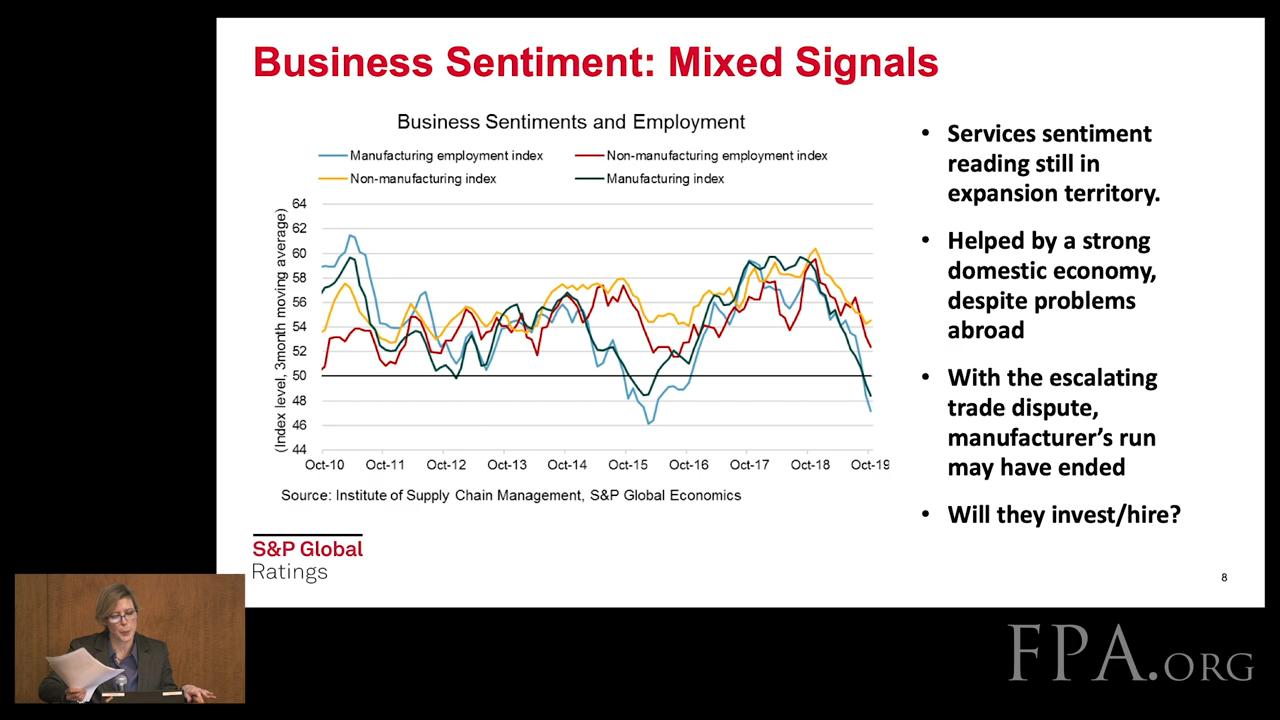 Business Sentiment: Mixed Signals
Business Sentiments and Employment
Manufacturing employment index
Non-manufacturing employment index
Non-manufacturing index
Manufacturing index
(Index level, 3month moving average)
64
62
60
58
56
54
52
50
48
46
44
Oct-10
Oct-11
Oct-12
Oct-13
Oct-14
Oct-15
Oct-16
Oct-17
Oct-18
Oct-19
Source: Institute of Supply Chain Management, S&P Global Economics
• Services sentiment
reading still in
expansion territory.
• Helped by a strong
domestic economy,
despite problems
abroad
• With the escalating
trade dispute,
manufacturer’s run
may have ended
• Will they invest/hire?
S&P Global
Ratings
8
FPA.ORG